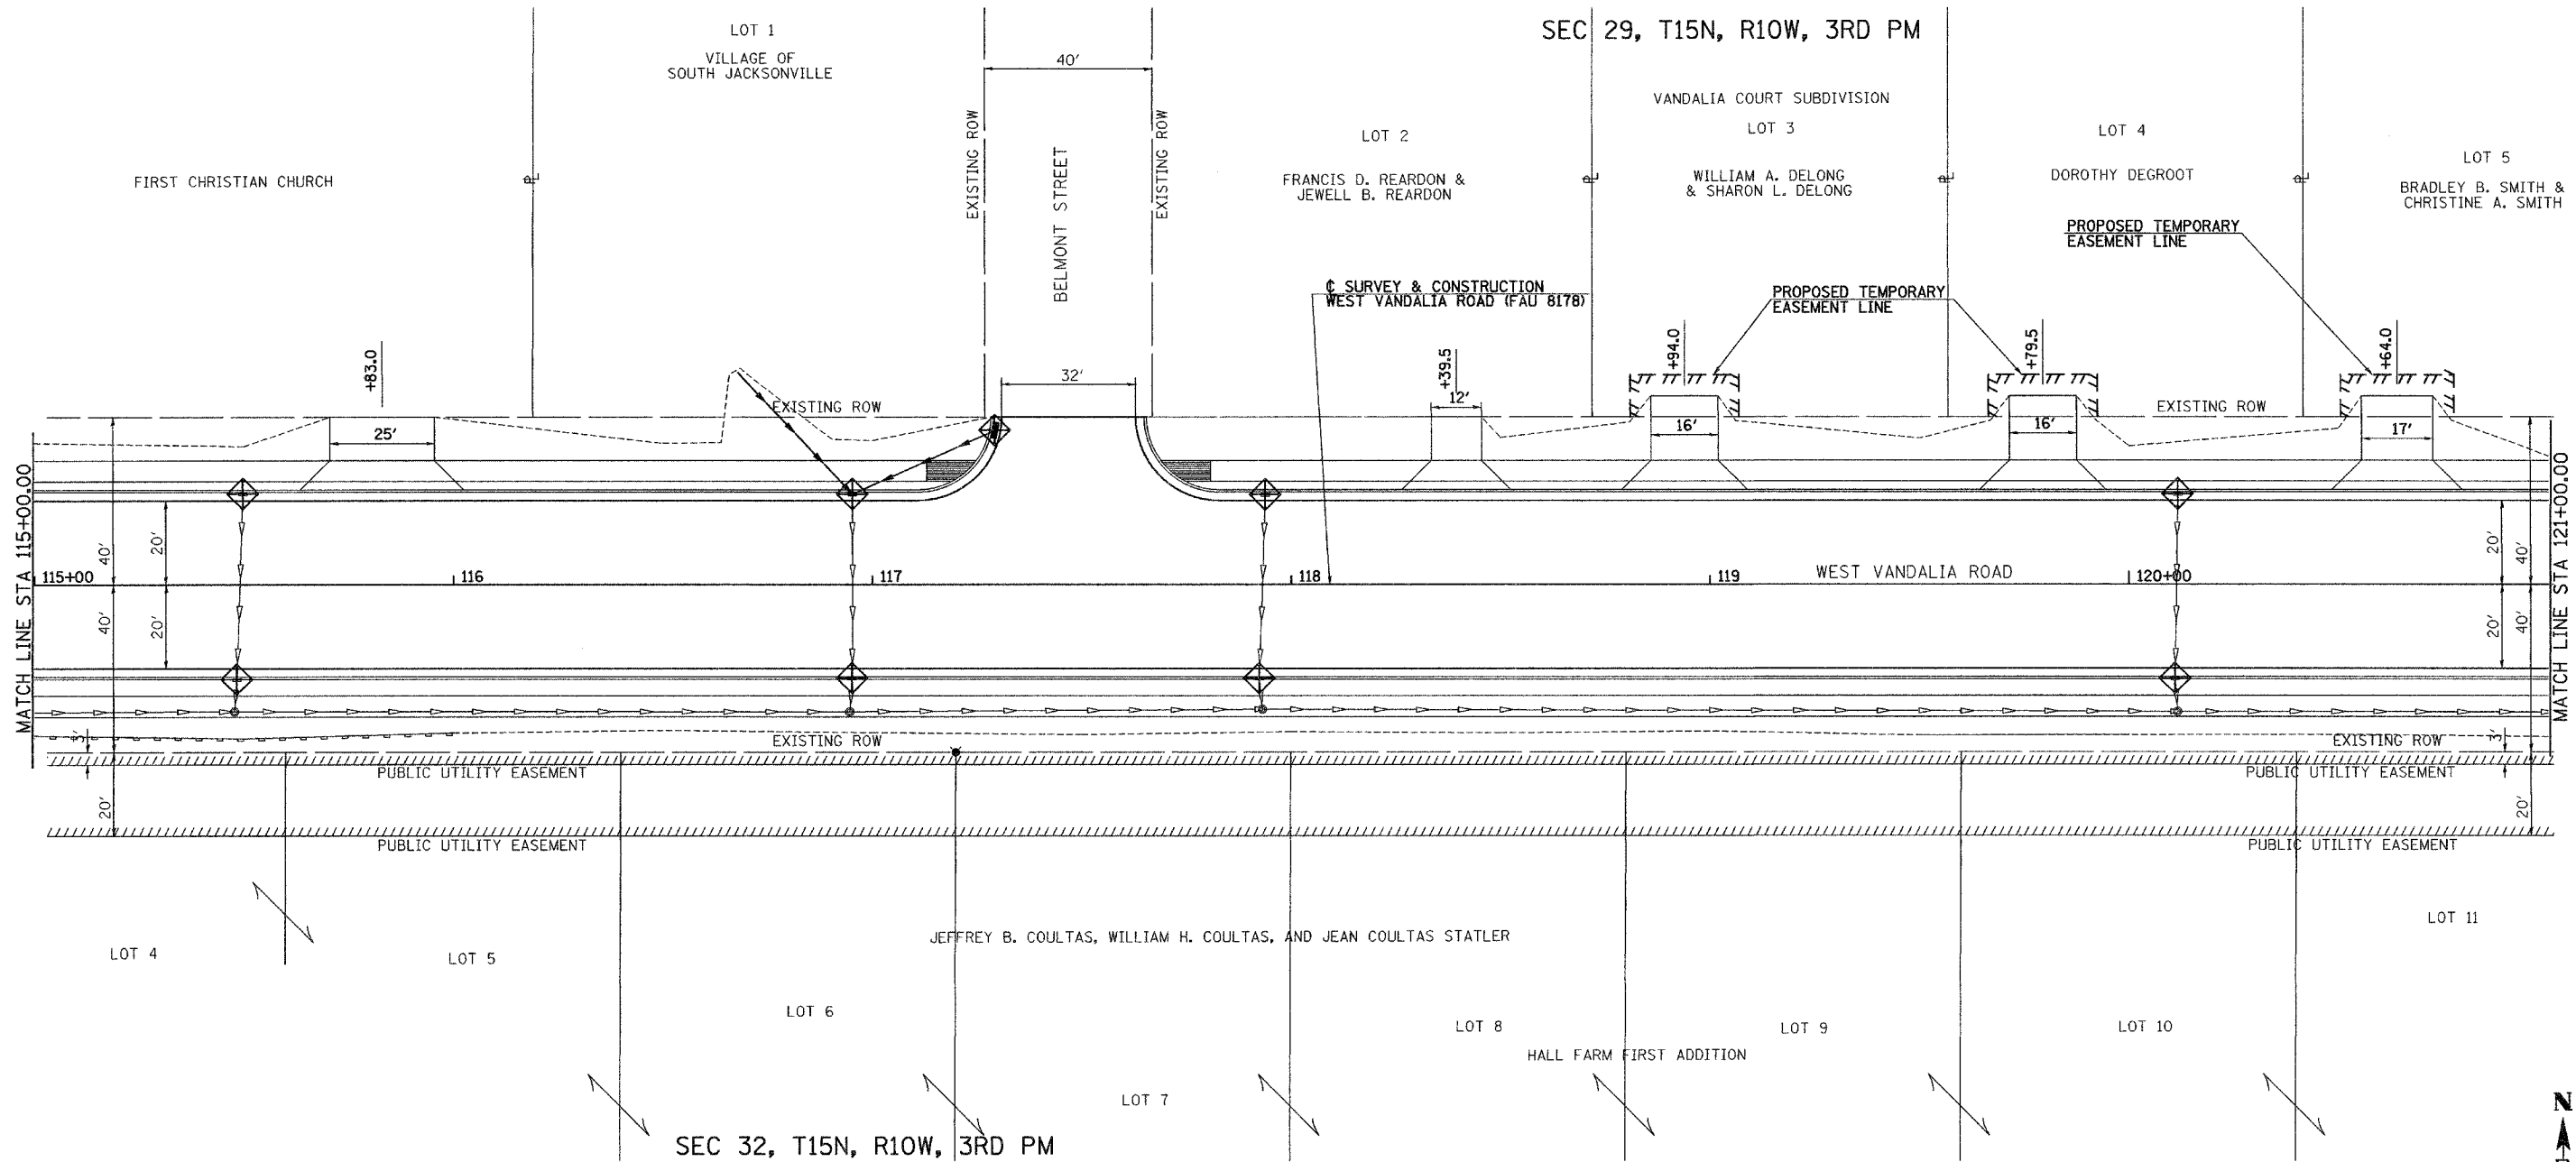 LOT 1
VILLAGE OF
SOUTH JACKSONVILLE
SEC 29, T15N, R10W, 3RD PM
40'
VANDALIA COURT SUBDIVISION
LOT 2
LOT 3
LOT 4
LOT 5
FIRST CHRISTIAN CHURCH
EXISTING ROW
BELMONT STREET
EXISTING ROW
FRANCIS D. REARDON &
JEWELL B. REARDON
WILLIAM A. DELONG
& SHARON L. DELONG
DOROTHY DEGROOT
BRADLEY B. SMITH &
CHRISTINE A. SMITH
PROPOSED TEMPORARY
EASEMENT LINE
℄ SURVEY & CONSTRUCTION
WEST VANDALIA ROAD (FAU 8178)
PROPOSED TEMPORARY
EASEMENT LINE
+83.0
+39.5
+94.0
+79.5
+64.0
32'
12'
EXISTING ROW
EXISTING ROW
25'
16'
16'
17'
MATCH LINE STA 115+00.00
MATCH LINE STA 121+00.00
40'
20'
20'
40'
115+00
116
117
118
119
WEST VANDALIA ROAD
120+00
40'
20'
20'
40'
3'
EXISTING ROW
EXISTING ROW
3'
PUBLIC UTILITY EASEMENT
PUBLIC UTILITY EASEMENT
20'
20'
PUBLIC UTILITY EASEMENT
PUBLIC UTILITY EASEMENT
LOT 11
JEFFREY B. COULTAS, WILLIAM H. COULTAS, AND JEAN COULTAS STATLER
LOT 4
LOT 5
LOT 6
LOT 8
LOT 9
LOT 10
HALL FARM FIRST ADDITION
LOT 7
N
SEC 32, T15N, R10W, 3RD PM